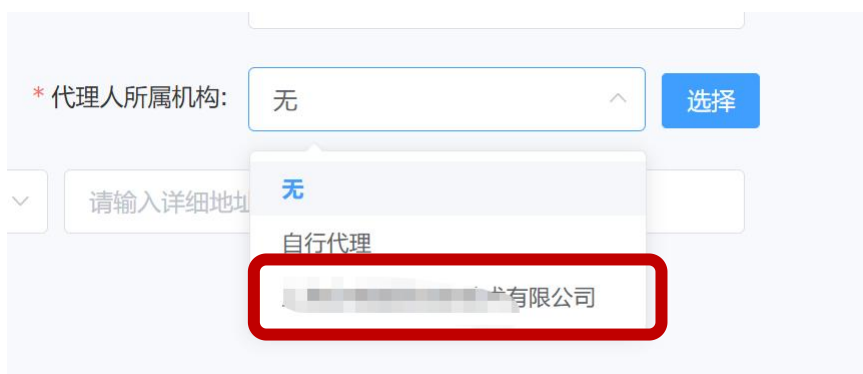 * 代理人所属机构:
无
选择
请输入详细地
无
自行代理
有限公司